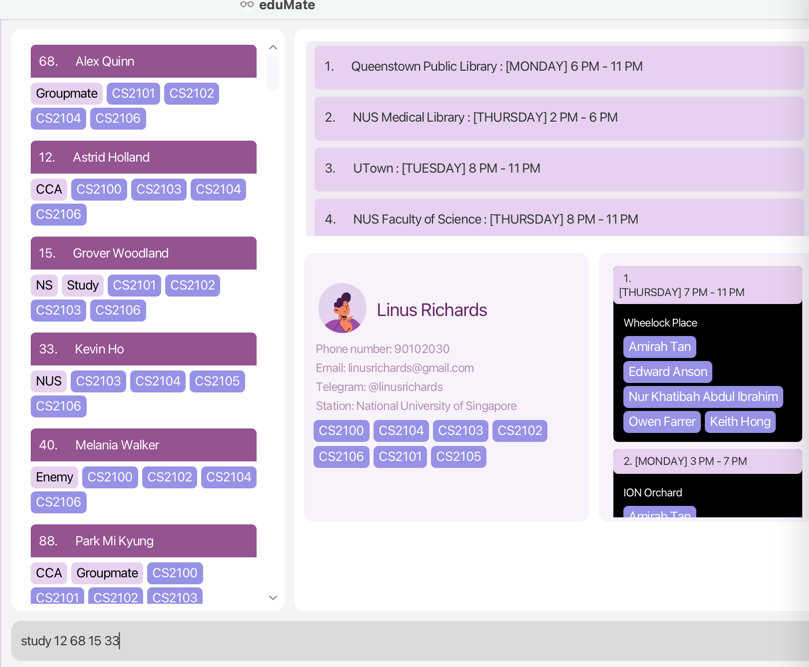 eduMate
68. Alex Quinn
Groupmate CS2101 CS2102
CS2104 CS2106
12. Astrid Holland
CCA CS2100 CS2103 CS2104
CS2106
15. Grover Woodland
NS Study CS2101 CS2102
CS2103 CS2106
33. Kevin Ho
NUS CS2103 CS2104 CS2105
CS2106
40. Melania Walker
Enemy CS2100 CS2102 CS2104
CS2106
88. Park Mi Kyung
CCA Groupmate CS2100
CS2101 CS2102 CS2103
1. Queenstown Public Library : [MONDAY] 6 PM - 11 PM
2. NUS Medical Library : [THURSDAY] 2 PM - 6 PM
3. UTown : [TUESDAY] 8 PM - 11 PM
4. NUS Faculty of Science : [THURSDAY] 8 PM - 11 PM
Linus Richards
Phone number: 90102030
Email: linusrichards@gmail.com
Telegram: @linusrichards
Station: National University of Singapore
CS2100 CS2104 CS2103 CS2102
CS2106 CS2101 CS2105
1.
[THURSDAY] 7 PM - 11 PM
Wheelock Place
Amirah Tan
Edward Anson
Nur Khatibah Abdul Ibrahim
Owen Farrer Keith Hong
2. [MONDAY] 3 PM - 7 PM
ION Orchard
Amirah Tan
study 12 68 15 33